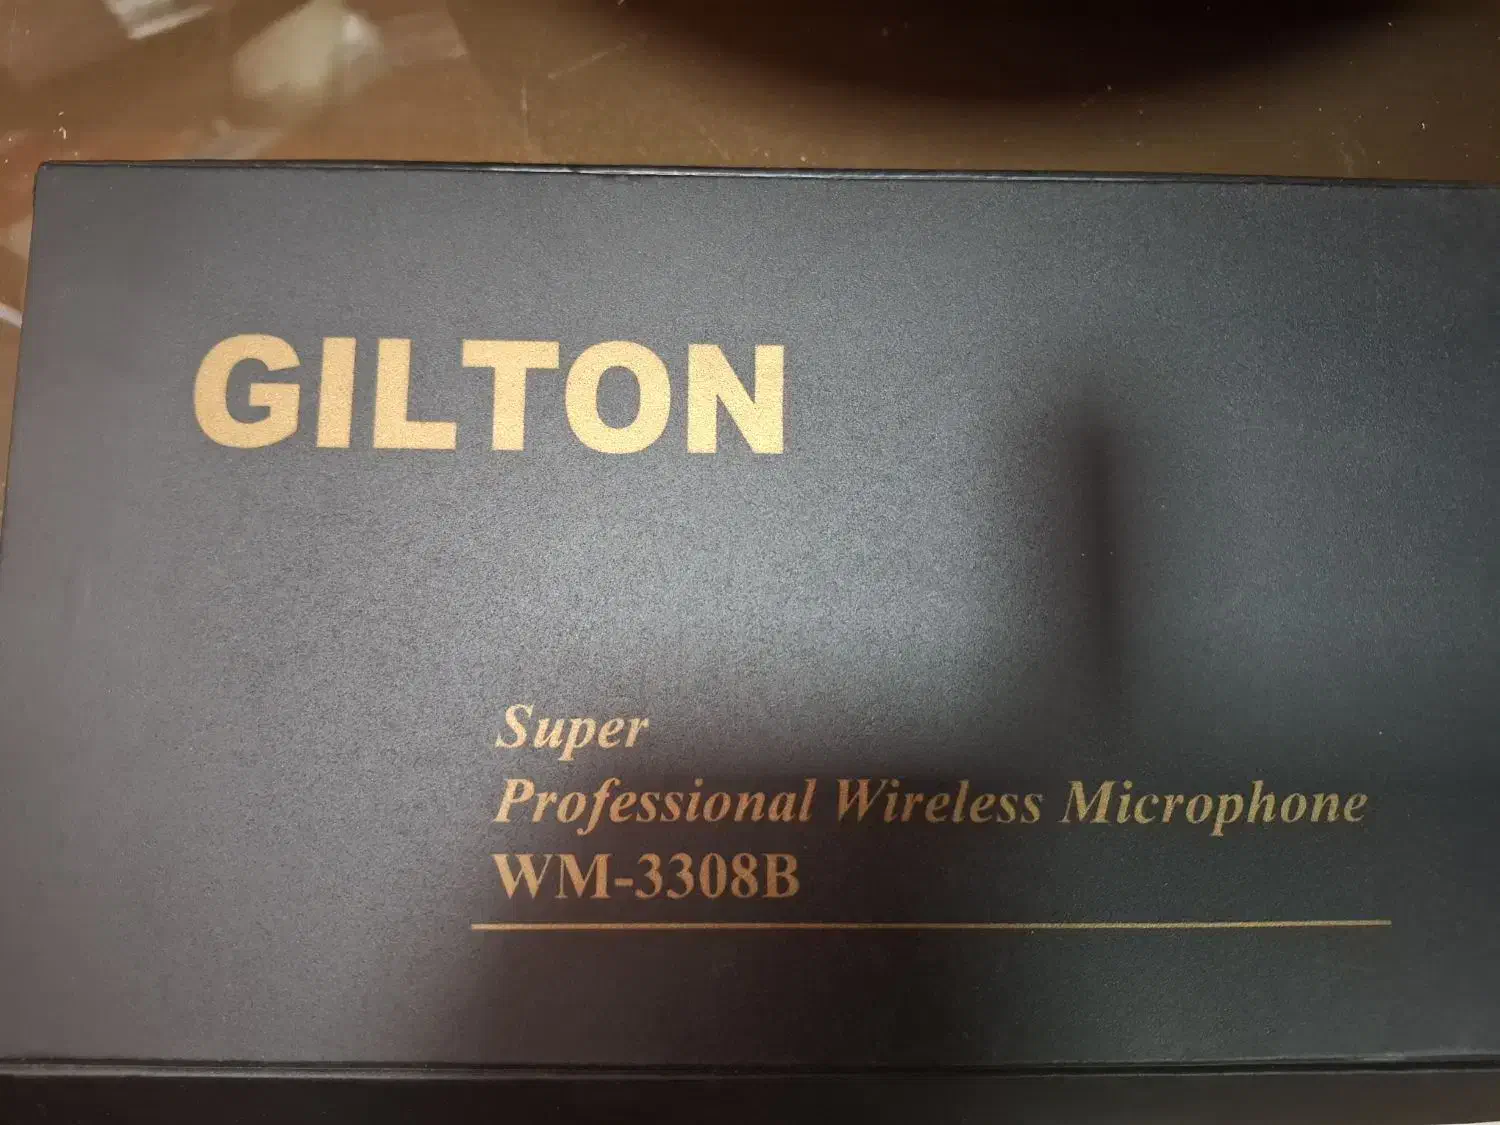 GILTON
Super
Professional Wireless Microphone
WM-3308B